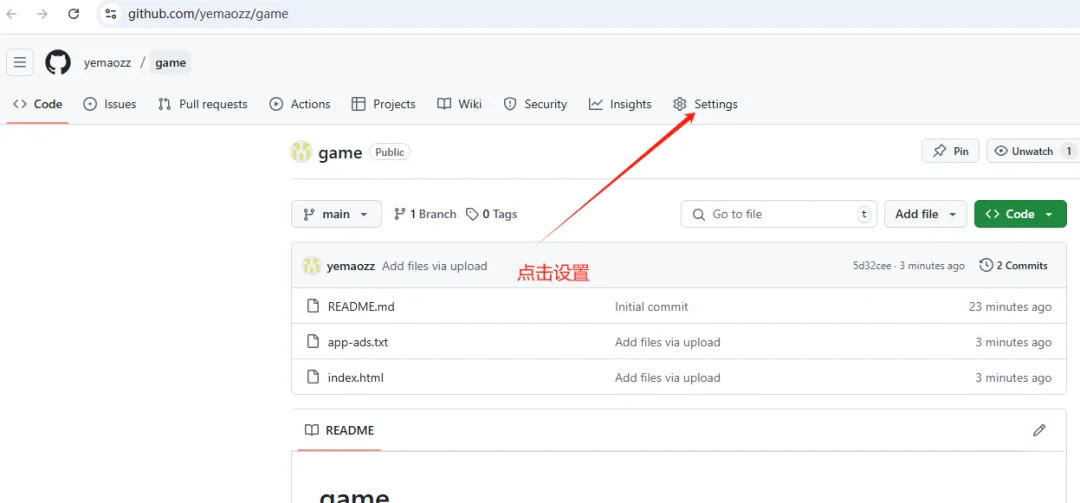 github.com/yemaozz/game
yemaozz / game
Code Issues Pull requests Actions Projects Wiki Security Insights Settings
game Public Pin Unwatch 1
main 1 Branch 0 Tags Go to file t Add file Code
yemaozz Add files via upload 5d32cee · 3 minutes ago 2 Commits
点击设置
README.md Initial commit 23 minutes ago
app-ads.txt Add files via upload 3 minutes ago
index.html Add files via upload 3 minutes ago
README
game